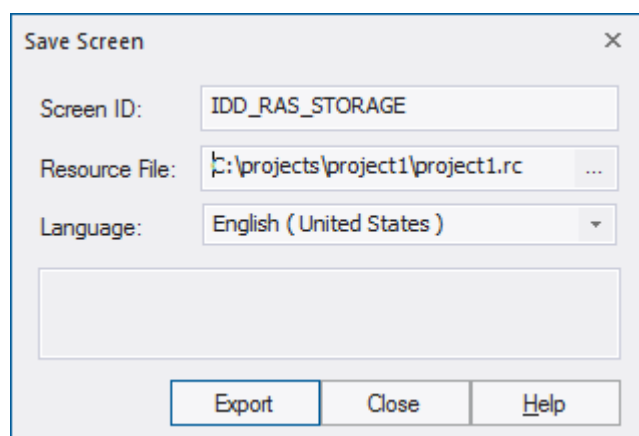 Save Screen
Screen ID: IDD_RAS_STORAGE
Resource File: C:\projects\project1\project1.rc ...
Language: English ( United States )
Export Close Help